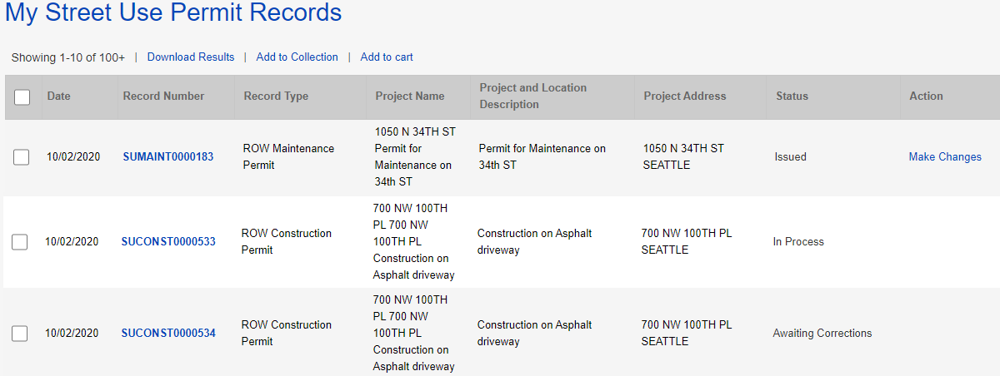 My Street Use Permit Records
Showing 1-10 of 100+ | Download Results | Add to Collection | Add to cart
Date Record Number Record Type Project Name Project and Location Description Project Address Status Action
10/02/2020 SUMAINT0000183 ROW Maintenance Permit 1050 N 34TH ST Permit for Maintenance on 34th ST Permit for Maintenance on 34th ST 1050 N 34TH ST SEATTLE Issued Make Changes
10/02/2020 SUCONST0000533 ROW Construction Permit 700 NW 100TH PL 700 NW 100TH PL Construction on Asphalt driveway Construction on Asphalt driveway 700 NW 100TH PL SEATTLE In Process
10/02/2020 SUCONST0000534 ROW Construction Permit 700 NW 100TH PL 700 NW 100TH PL Construction on Asphalt driveway Construction on Asphalt driveway 700 NW 100TH PL SEATTLE Awaiting Corrections